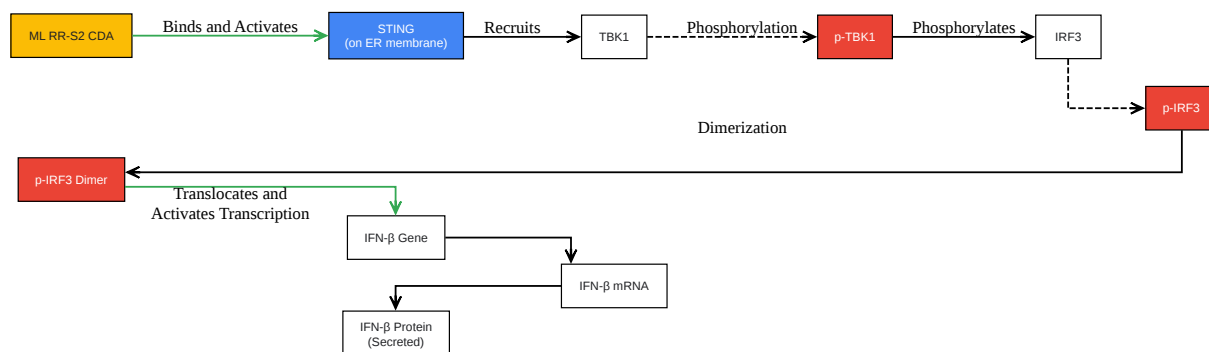 ML RR-S2 CDA
Binds and Activates
STING
(on ER membrane)
Recruits
TBK1
Phosphorylation
p-TBK1
Phosphorylates
IRF3
p-IRF3
Dimerization
p-IRF3 Dimer
Translocates and
Activates Transcription
IFN-β Gene
IFN-β mRNA
IFN-β Protein
(Secreted)